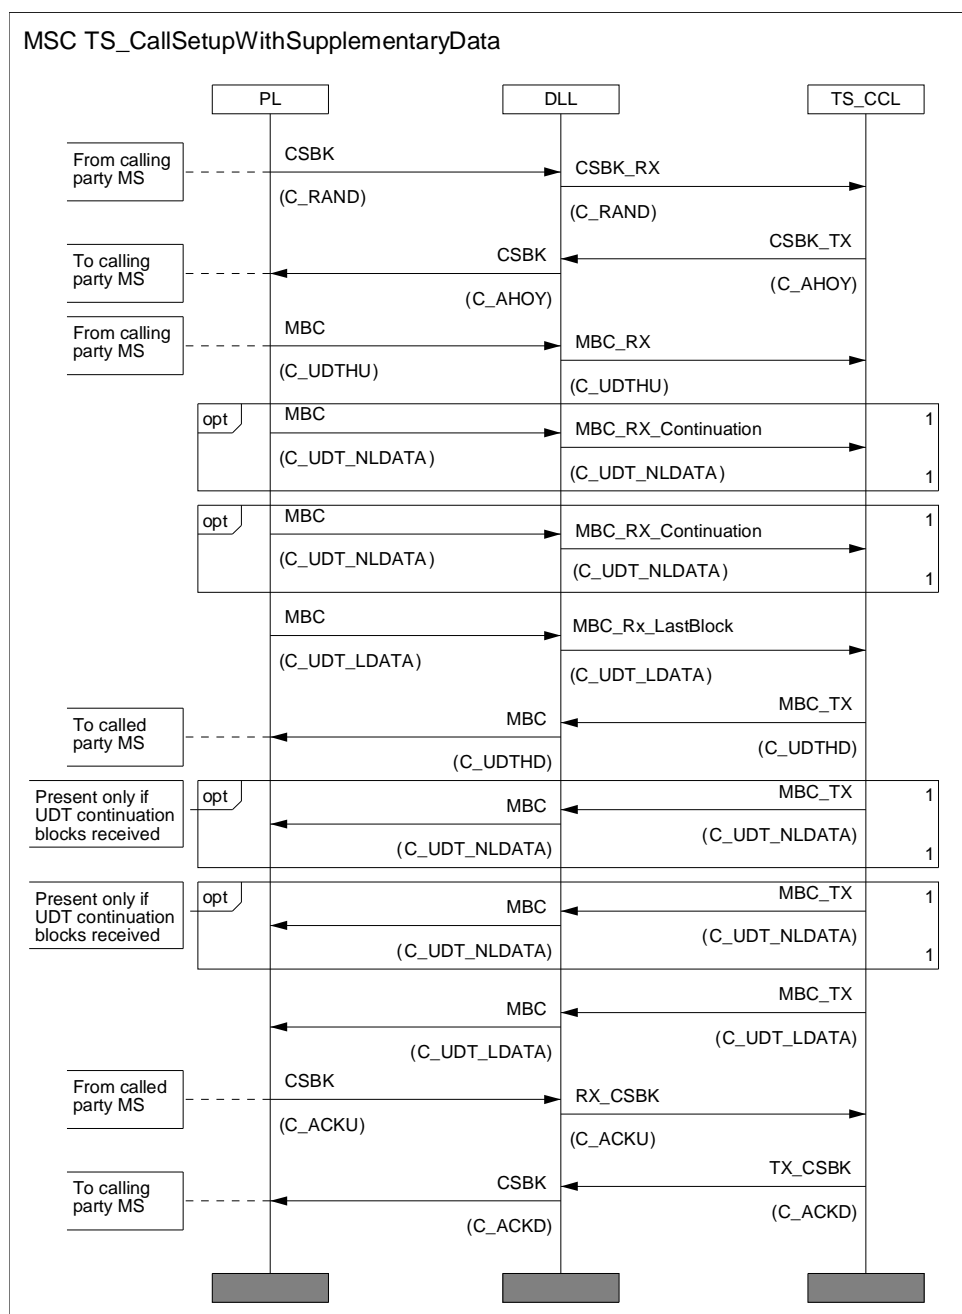 MSC TS_CallSetupWithSupplementaryData
PL
DLL
TS_CCL
From calling
party MS
CSBK
(C_RAND)
CSBK_RX
(C_RAND)
To calling
party MS
CSBK
(C_AHOY)
CSBK_TX
(C_AHOY)
From calling
party MS
MBC
(C_UDTHU)
MBC_RX
(C_UDTHU)
opt
MBC
(C_UDT_NLDATA)
MBC_RX_Continuation
(C_UDT_NLDATA)
1
1
opt
MBC
(C_UDT_NLDATA)
MBC_RX_Continuation
(C_UDT_NLDATA)
1
1
MBC
(C_UDT_LDATA)
MBC_Rx_LastBlock
(C_UDT_LDATA)
To called
party MS
MBC
(C_UDTHD)
MBC_TX
(C_UDTHD)
Present only if
UDT continuation
blocks received
opt
MBC
(C_UDT_NLDATA)
MBC_TX
(C_UDT_NLDATA)
1
1
Present only if
UDT continuation
blocks received
opt
MBC
(C_UDT_NLDATA)
MBC_TX
(C_UDT_NLDATA)
1
1
MBC
(C_UDT_LDATA)
MBC_TX
(C_UDT_LDATA)
From called
party MS
CSBK
(C_ACKU)
RX_CSBK
(C_ACKU)
To calling
party MS
CSBK
(C_ACKD)
TX_CSBK
(C_ACKD)